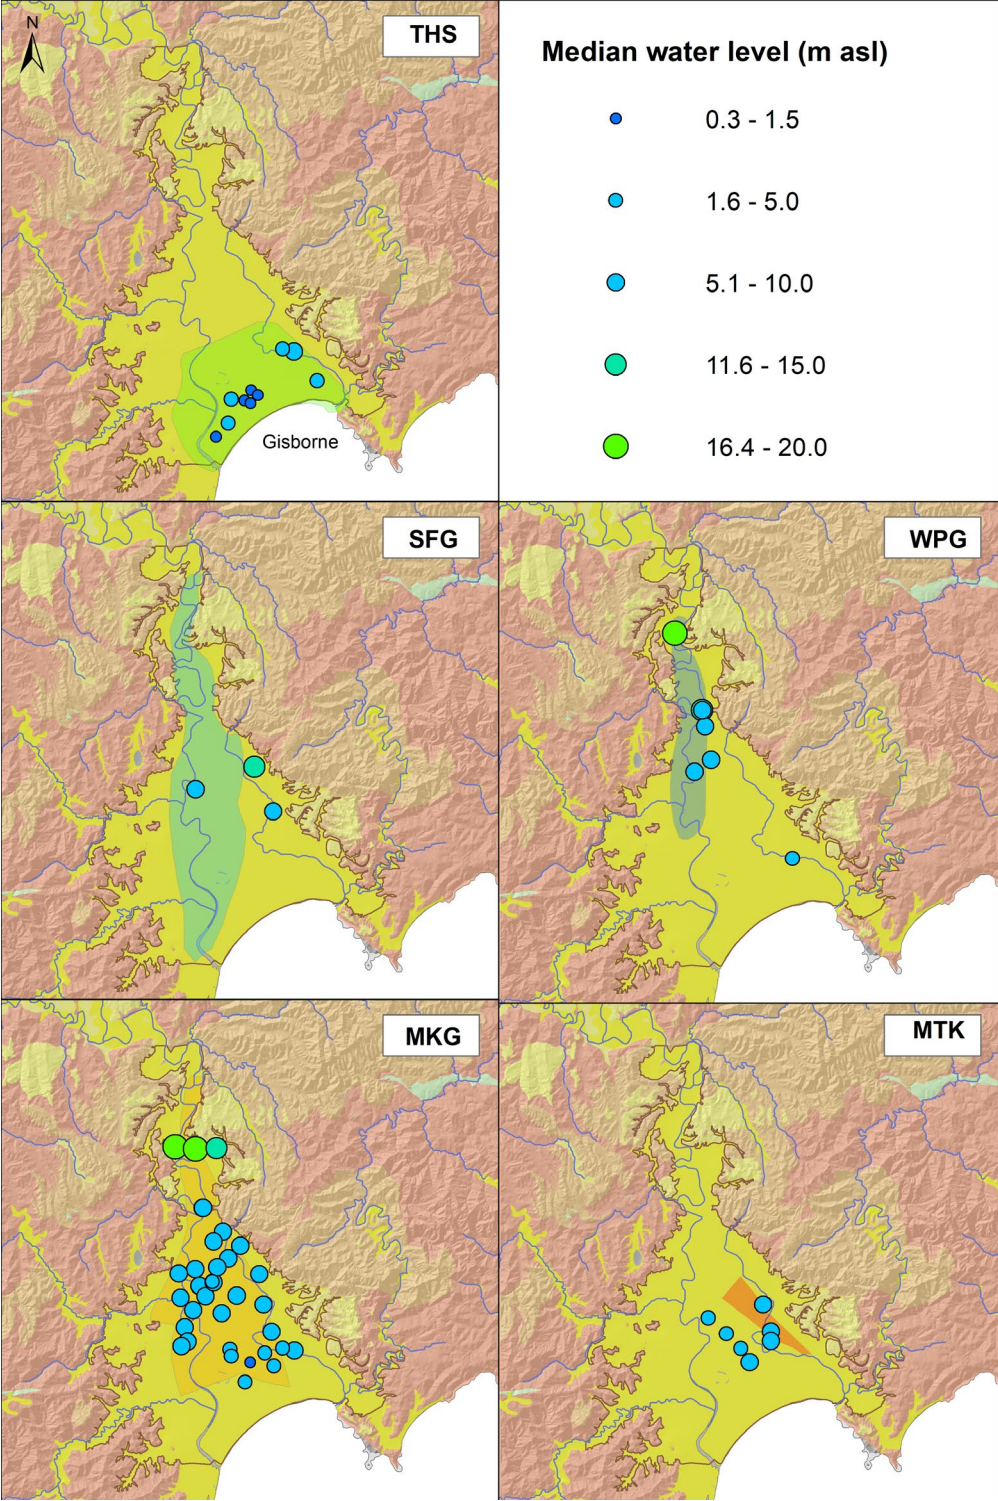 N
THS
Gisborne
Median water level (m asl)
0.3 - 1.5
1.6 - 5.0
5.1 - 10.0
11.6 - 15.0
16.4 - 20.0
SFG
WPG
MKG
MTK